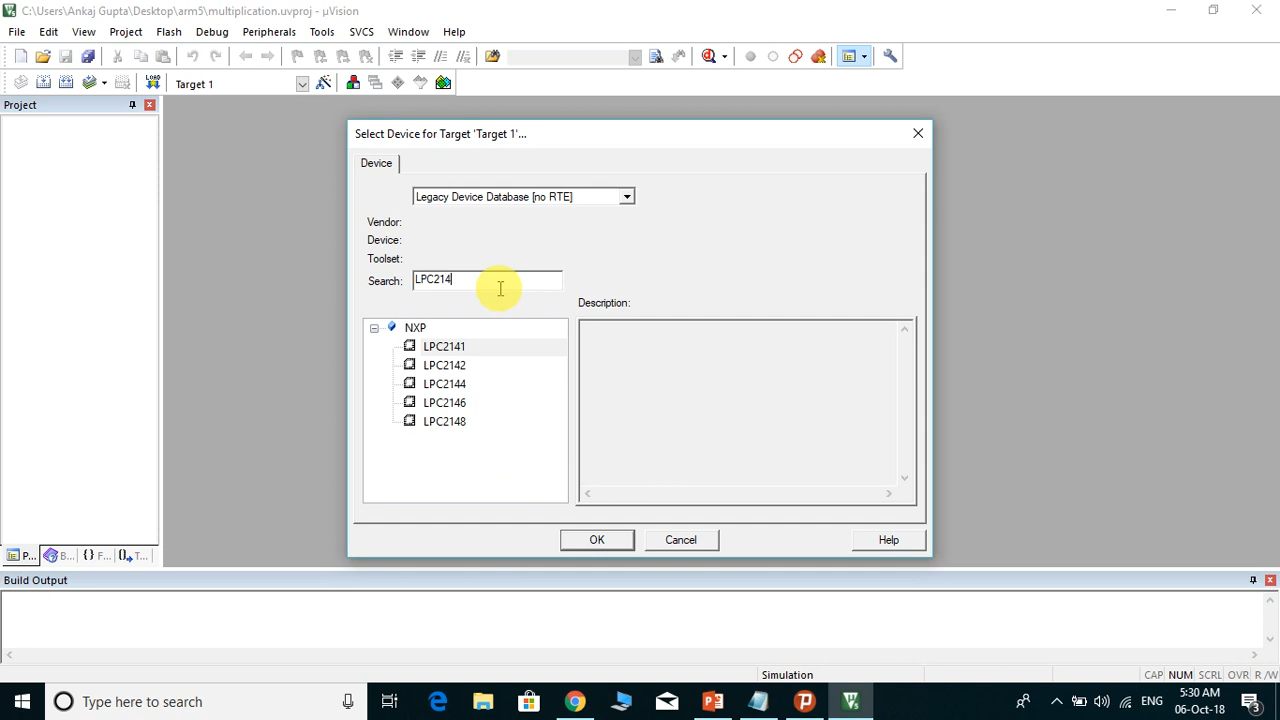 C:\Users\Ankaj Gupta\Desktop\arm5\multiplication.uvproj - µVision
File Edit View Project Flash Debug Peripherals Tools SVCS Window Help
LOAD Target 1
Project
Select Device for Target 'Target 1'...
Device
Legacy Device Database [no RTE]
Vendor:
Device:
Toolset:
Search: LPC214
Description:
NXP
LPC2141
LPC2142
LPC2144
LPC2146
LPC2148
OK Cancel Help
P... B... {} F... T...
Build Output
Simulation CAP NUM SCRL OVR R/W
Type here to search
ENG
5:30 AM
06-Oct-18
3